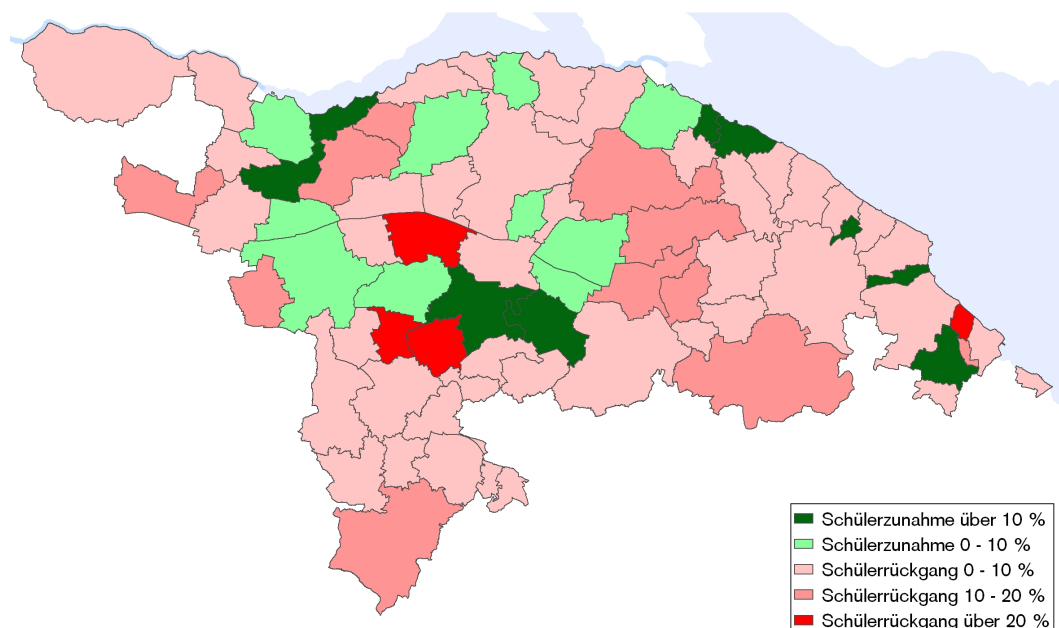 Schülerzunahme über 10 %
Schülerzunahme 0 - 10 %
Schülerrückgang 0 - 10 %
Schülerrückgang 10 - 20 %
Schülerrückgang über 20 %